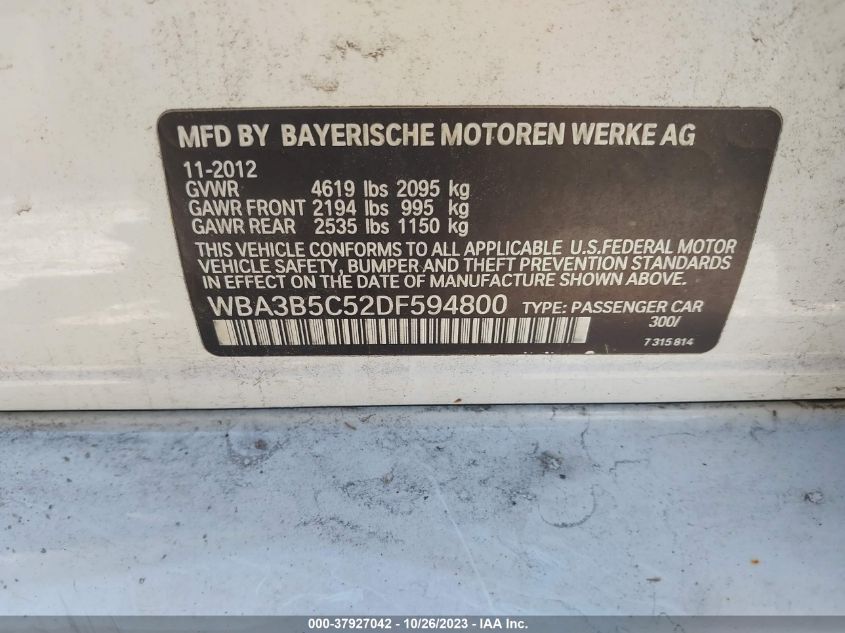 MFD BY BAYERISCHE MOTOREN WERKE AG
11-2012
GVWR 4619 lbs 2095 kg
GAWR FRONT 2194 lbs 995 kg
GAWR REAR 2535 lbs 1150 kg
THIS VEHICLE CONFORMS TO ALL APPLICABLE U.S.FEDERAL MOTOR
VEHICLE SAFETY, BUMPER AND THEFT PREVENTION STANDARDS
IN EFFECT ON THE DATE OF MANUFACTURE SHOWN ABOVE.
WBA3B5C52DF594800 TYPE: PASSENGER CAR
300/
7315814
000-37927042 / 10/26/2023 - IAA Inc.